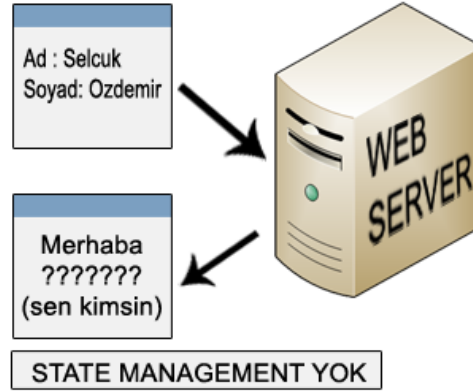 Ad : Selcuk
Soyad: Ozdemir
WEB
SERVER
Merhaba
???????
(sen kimsin)
STATE MANAGEMENT YOK